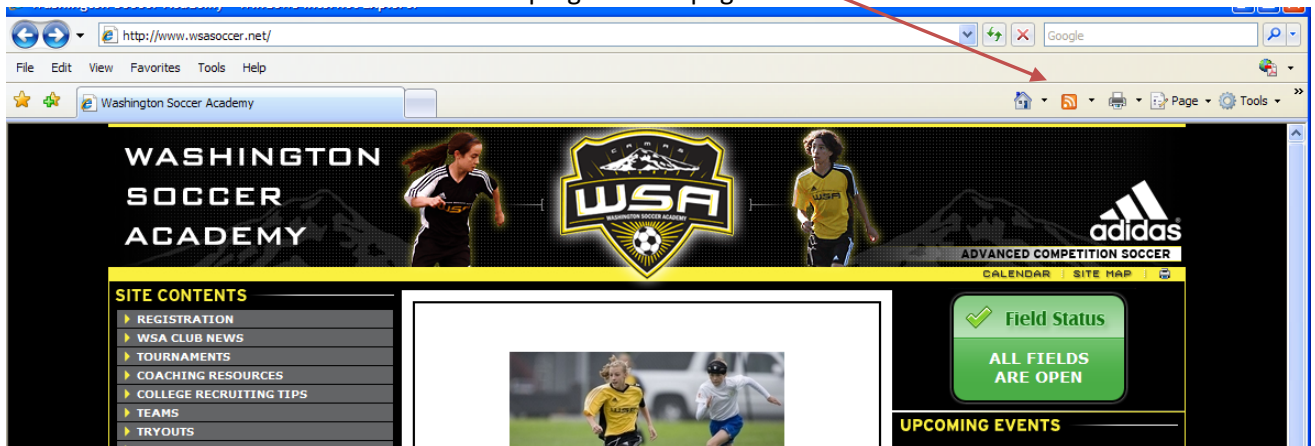 http://www.wsasoccer.net/
Google
File Edit View Favorites Tools Help
Washington Soccer Academy
Page
Tools
WASHINGTON
SOCCER
ACADEMY
CAMAS
WSA
WASHINGTON SOCCER ACADEMY
adidas
ADVANCED COMPETITION SOCCER
CALENDAR | SITE MAP |
SITE CONTENTS
REGISTRATION
WSA CLUB NEWS
TOURNAMENTS
COACHING RESOURCES
COLLEGE RECRUITING TIPS
TEAMS
TRYOUTS
Field Status
ALL FIELDS
ARE OPEN
UPCOMING EVENTS